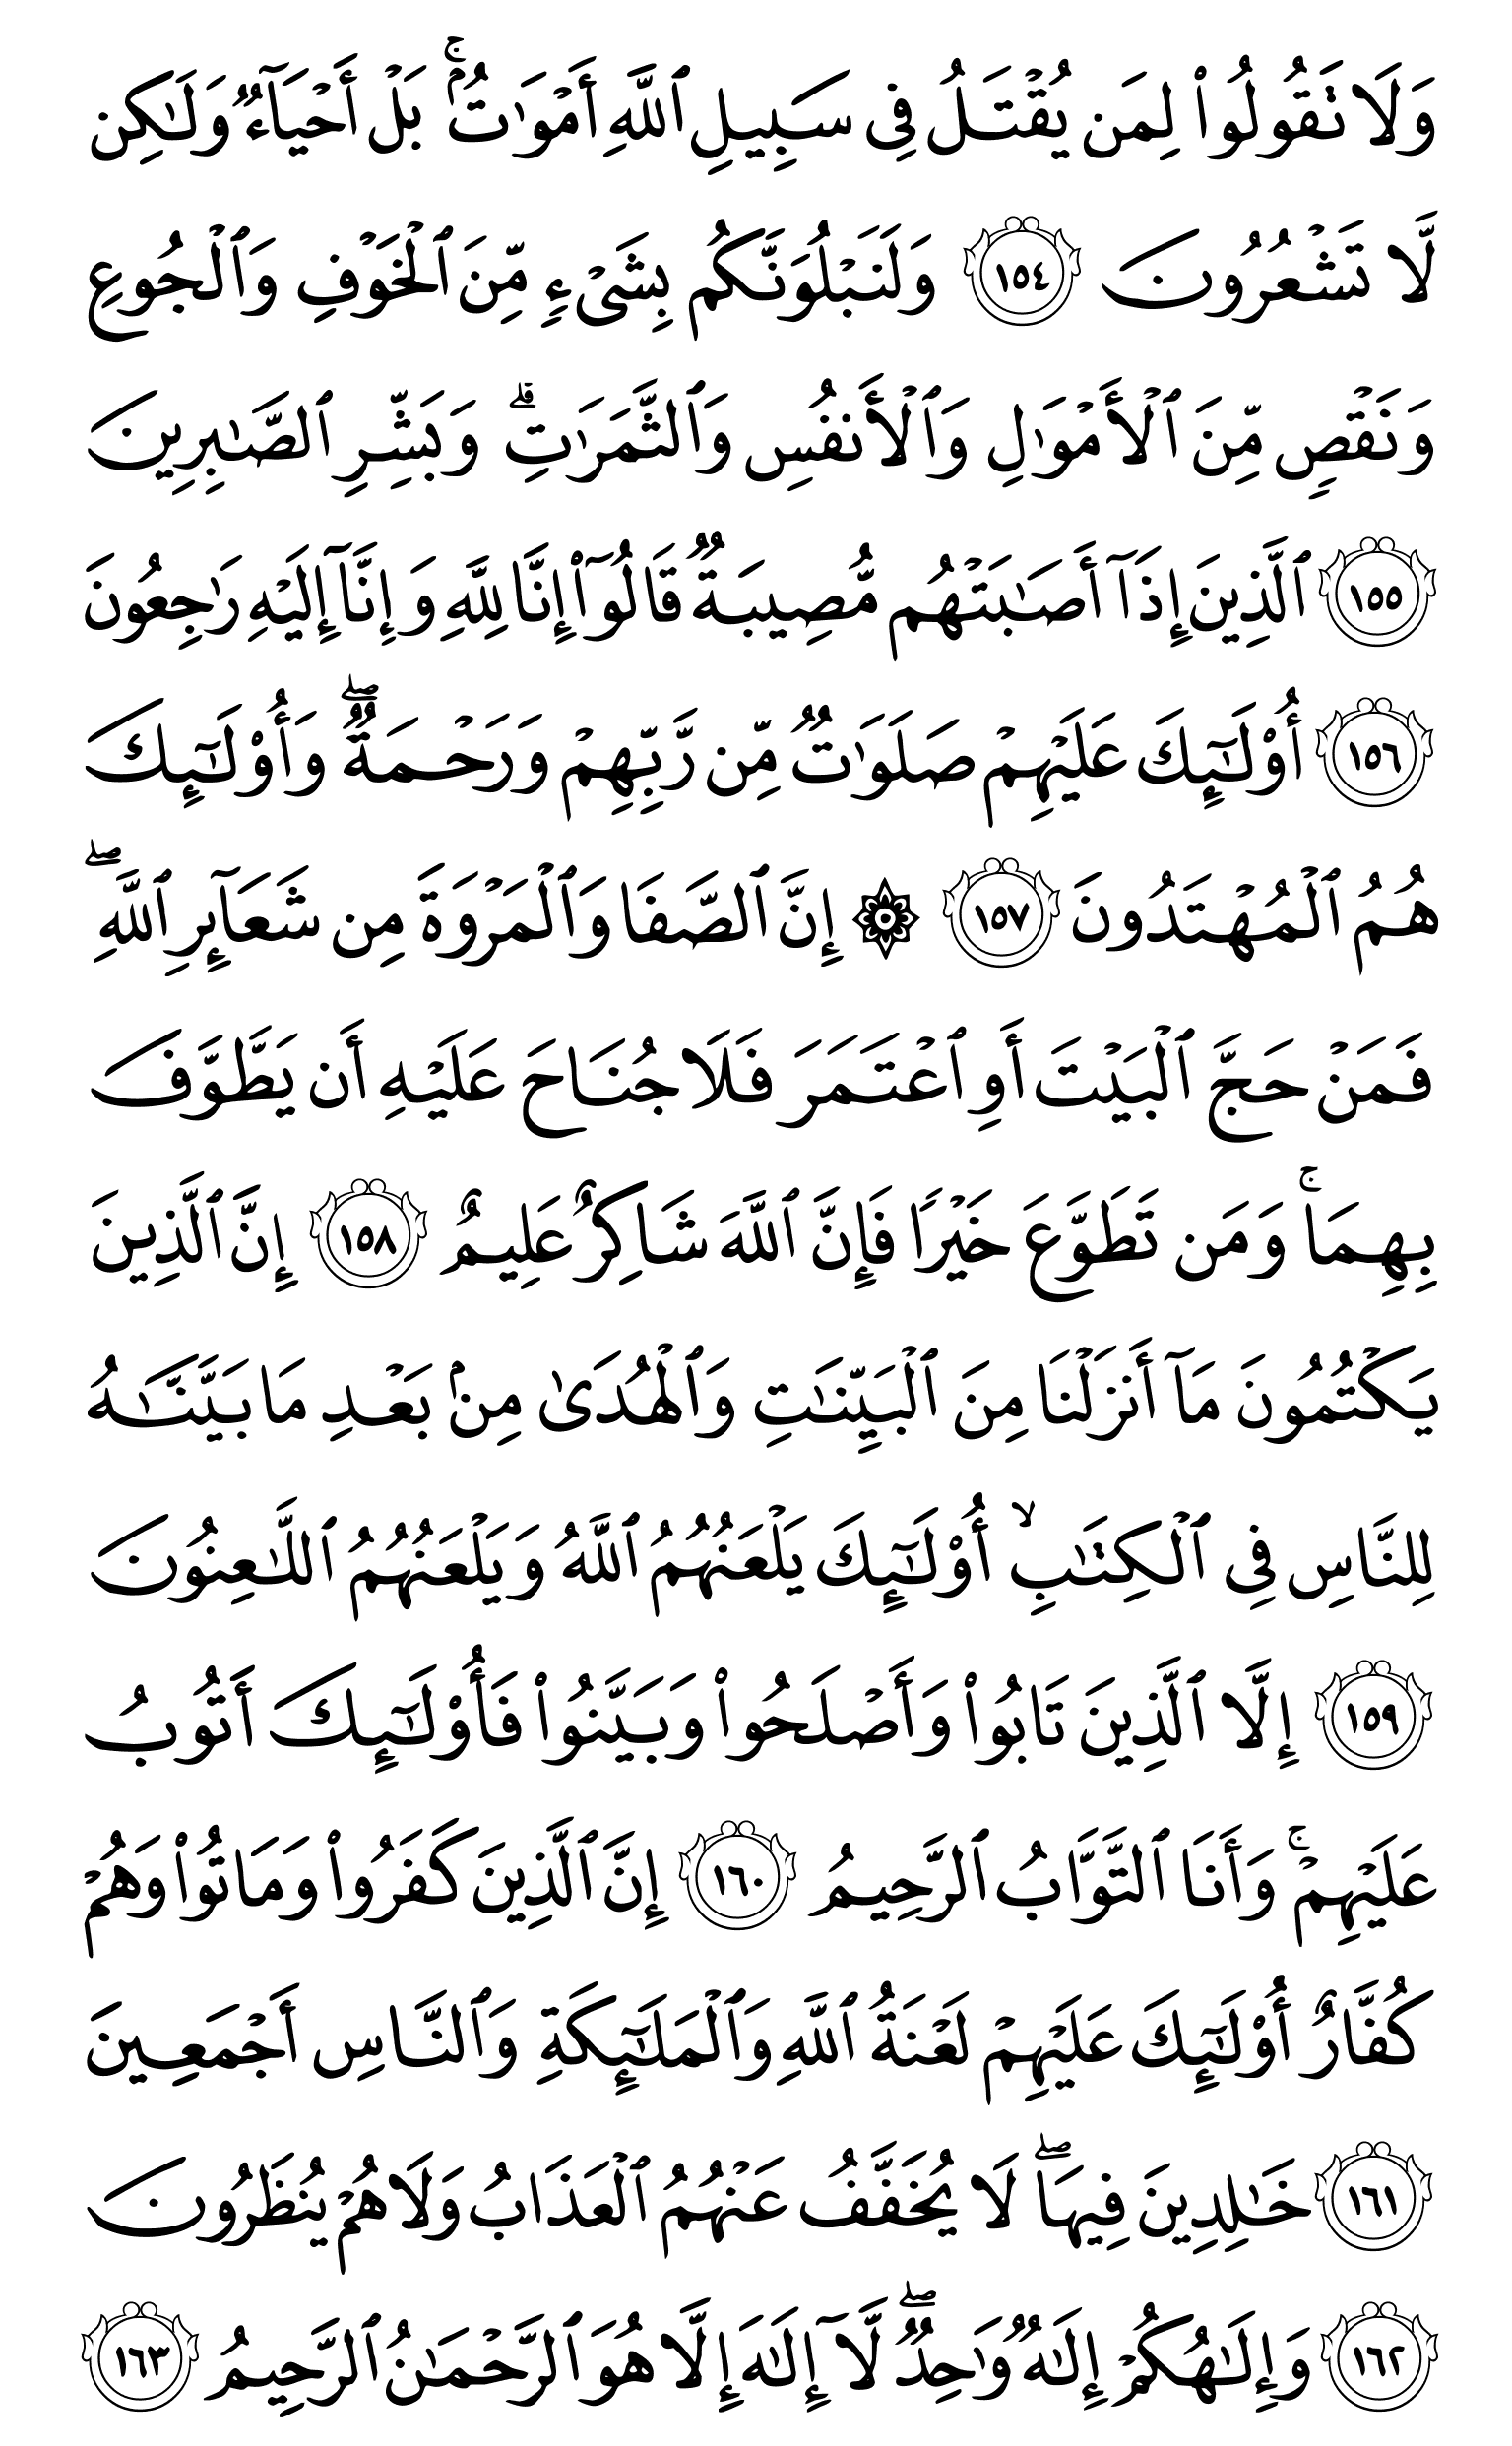 وَلَا تَقُولُوا۟ لِمَن يُقْتَلُ فِى سَبِيلِ ٱللَّهِ أَمْوَٰتٌۢ ۚ بَلْ أَحْيَآءٌ وَلَـٰكِن
لَّا تَشْعُرُونَ ١٥٤ وَلَنَبْلُوَنَّكُم بِشَىْءٍ مِّنَ ٱلْخَوْفِ وَٱلْجُوعِ
وَنَقْصٍ مِّنَ ٱلْأَمْوَٰلِ وَٱلْأَنفُسِ وَٱلثَّمَرَٰتِ ۗ وَبَشِّرِ ٱلصَّـٰبِرِينَ
١٥٥ ٱلَّذِينَ إِذَآ أَصَـٰبَتْهُم مُّصِيبَةٌ قَالُوٓا۟ إِنَّا لِلَّهِ وَإِنَّآ إِلَيْهِ رَٰجِعُونَ
١٥٦ أُو۟لَـٰٓئِكَ عَلَيْهِمْ صَلَوَٰتٌ مِّن رَّبِّهِمْ وَرَحْمَةٌ ۖ وَأُو۟لَـٰٓئِكَ
هُمُ ٱلْمُهْتَدُونَ ١٥٧ ۞ إِنَّ ٱلصَّفَا وَٱلْمَرْوَةَ مِن شَعَآئِرِ ٱللَّهِ ۖ
فَمَنْ حَجَّ ٱلْبَيْتَ أَوِ ٱعْتَمَرَ فَلَا جُنَاحَ عَلَيْهِ أَن يَطَّوَّفَ
بِهِمَا ۚ وَمَن تَطَوَّعَ خَيْرًا فَإِنَّ ٱللَّهَ شَاكِرٌ عَلِيمٌ ١٥٨ إِنَّ ٱلَّذِينَ
يَكْتُمُونَ مَآ أَنزَلْنَا مِنَ ٱلْبَيِّنَـٰتِ وَٱلْهُدَىٰ مِنۢ بَعْدِ مَا بَيَّنَّـٰهُ
لِلنَّاسِ فِى ٱلْكِتَـٰبِ ۙ أُو۟لَـٰٓئِكَ يَلْعَنُهُمُ ٱللَّهُ وَيَلْعَنُهُمُ ٱللَّـٰعِنُونَ
١٥٩ إِلَّا ٱلَّذِينَ تَابُوا۟ وَأَصْلَحُوا۟ وَبَيَّنُوا۟ فَأُو۟لَـٰٓئِكَ أَتُوبُ
عَلَيْهِمْ ۚ وَأَنَا ٱلتَّوَّابُ ٱلرَّحِيمُ ١٦٠ إِنَّ ٱلَّذِينَ كَفَرُوا۟ وَمَاتُوا۟ وَهُمْ
كُفَّارٌ أُو۟لَـٰٓئِكَ عَلَيْهِمْ لَعْنَةُ ٱللَّهِ وَٱلْمَلَـٰٓئِكَةِ وَٱلنَّاسِ أَجْمَعِينَ
١٦١ خَـٰلِدِينَ فِيهَا ۖ لَا يُخَفَّفُ عَنْهُمُ ٱلْعَذَابُ وَلَا هُمْ يُنظَرُونَ
١٦٢ وَإِلَـٰهُكُمْ إِلَـٰهٌ وَٰحِدٌ ۖ لَّآ إِلَـٰهَ إِلَّا هُوَ ٱلرَّحْمَـٰنُ ٱلرَّحِيمُ ١٦٣